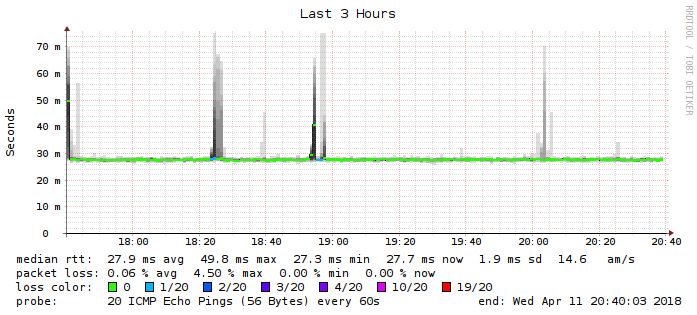 Last 3 Hours
RRDTOOL / TOBI OETIKER
Seconds
70 m
60 m
50 m
40 m
30 m
20 m
10 m
0
18:00 18:20 18:40 19:00 19:20 19:40 20:00 20:20 20:40
median rtt: 27.9 ms avg 49.8 ms max 27.3 ms min 27.7 ms now 1.9 ms sd 14.6 am/s
packet loss: 0.06 % avg 4.50 % max 0.00 % min 0.00 % now
loss color: 0 1/20 2/20 3/20 4/20 10/20 19/20
probe: 20 ICMP Echo Pings (56 Bytes) every 60s end: Wed Apr 11 20:40:03 2018